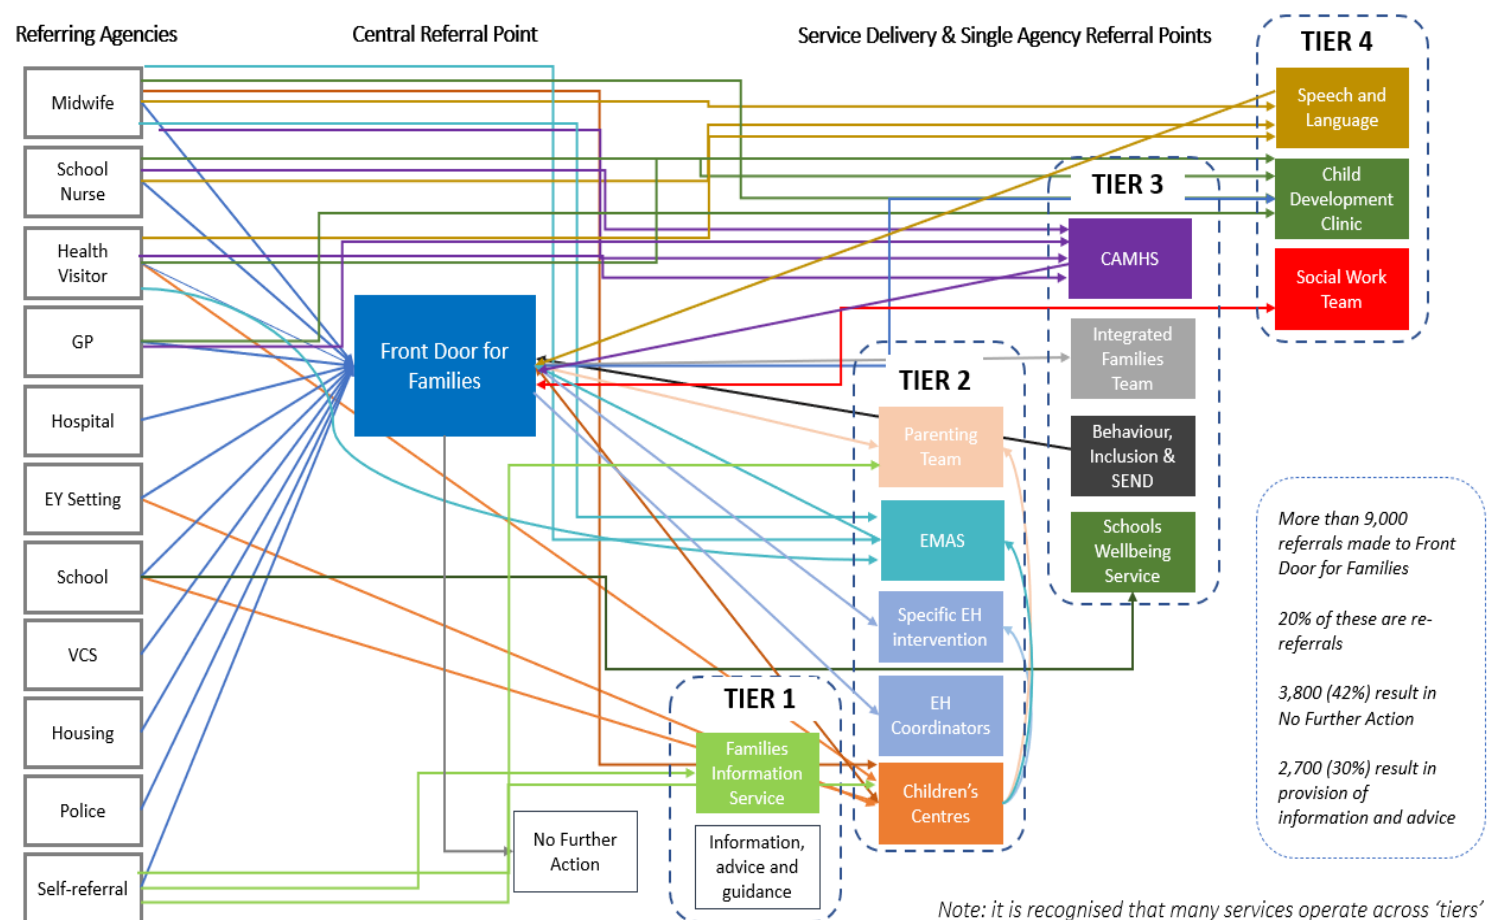 Referring Agencies
Central Referral Point
Service Delivery & Single Agency Referral Points
Midwife
School
Nurse
Health
Visitor
GP
Hospital
EY Setting
School
VCS
Housing
Police
Self-referral
Front Door for
Families
No Further
Action
TIER 1
Families
Information
Service
Information,
advice and
guidance
TIER 2
Parenting
Team
EMAS
Specific EH
intervention
EH
Coordinators
Children's
Centres
TIER 3
CAMHS
Integrated
Families
Team
Behaviour,
Inclusion &
SEND
Schools
Wellbeing
Service
TIER 4
Speech and
Language
Child
Development
Clinic
Social Work
Team
More than 9,000
referrals made to Front
Door for Families
20% of these are re-
referrals
3,800 (42%) result in
No Further Action
2,700 (30%) result in
provision of
information and advice
Note: it is recognised that many services operate across 'tiers'